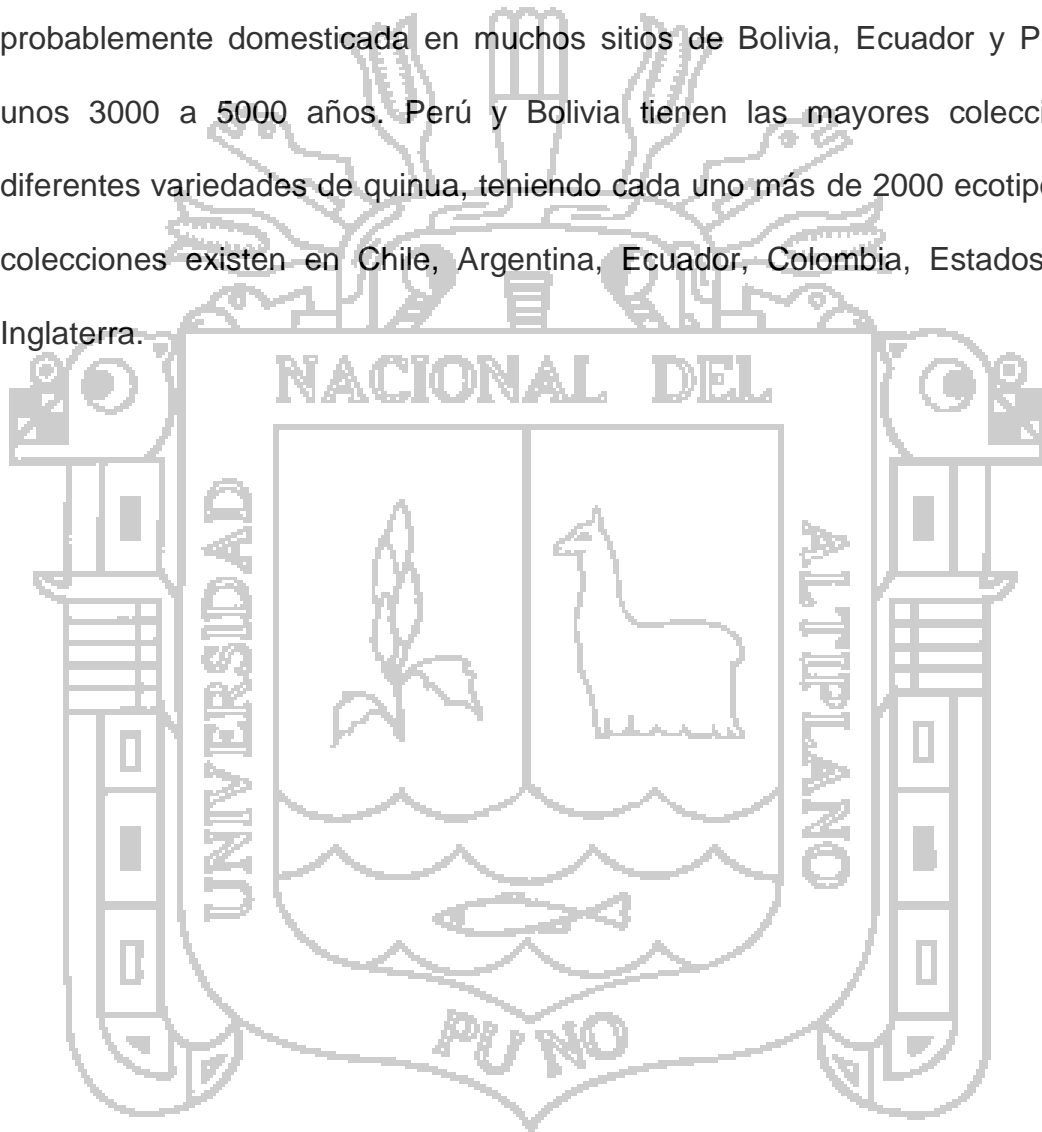 probablemente domesticada en muchos sitios de Bolivia, Ecuador y P
unos 3000 a 5000 años. Perú y Bolivia tienen las mayores colecci
diferentes variedades de quinua, teniendo cada uno más de 2000 ecotip
colecciones existen en Chile, Argentina, Ecuador, Colombia, Estados
Inglaterra.
NACIONAL DEL
UNIVERSIDAD
ALTIPLANO
PUNO